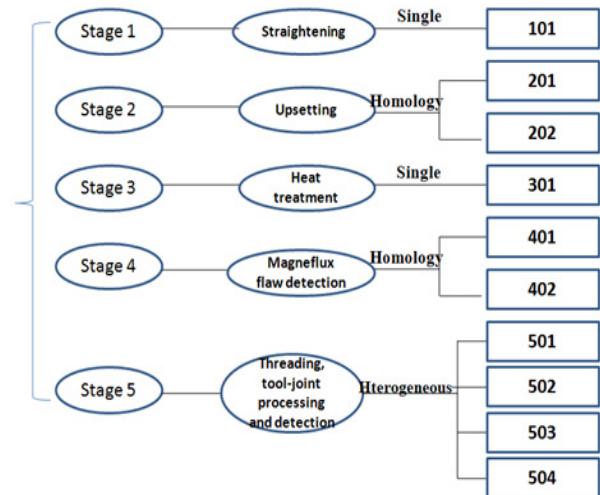 Stage 1
Straightening
Single
101
Stage 2
Upsetting
Homology
201
202
Stage 3
Heat
treatment
Single
301
Stage 4
Magneflux
flaw detection
Homology
401
402
Stage 5
Threading,
tool-joint
processing
and detection
Hterogeneous
501
502
503
504